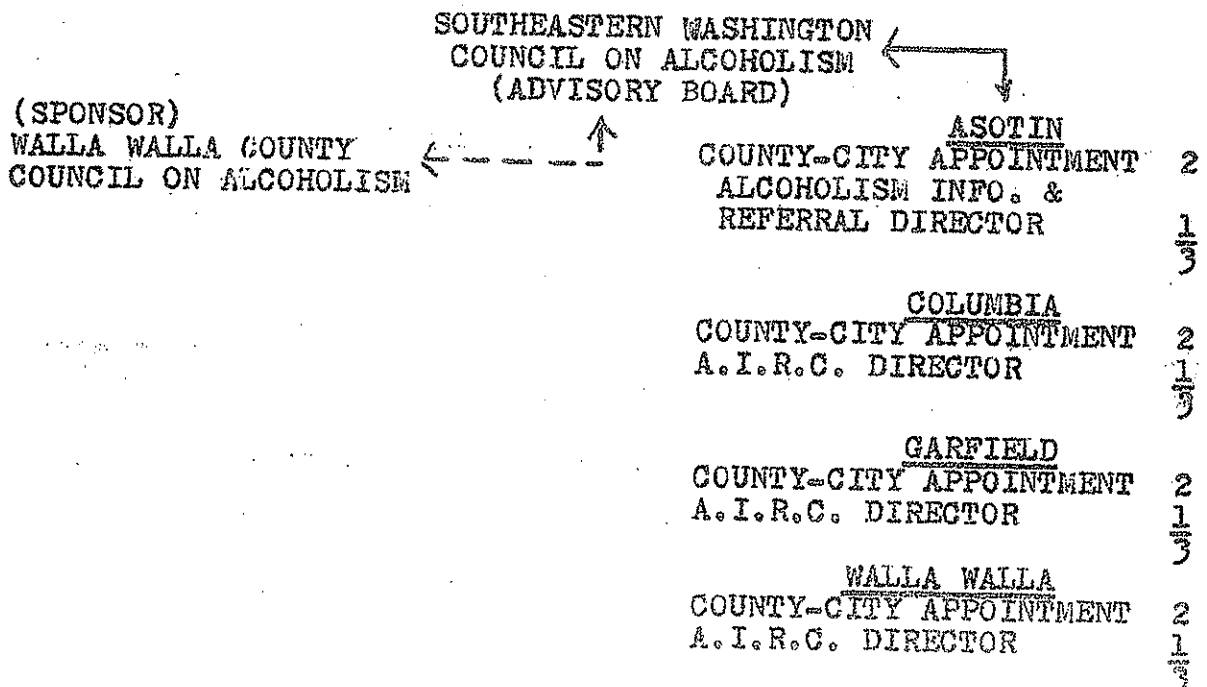 SOUTHEASTERN WASHINGTON
COUNCIL ON ALCOHOLISM
(ADVISORY BOARD)
(SPONSOR)
WALLA WALLA COUNTY
COUNCIL ON ALCOHOLISM
ASOTIN
COUNTY-CITY APPOINTMENT 2
ALCOHOLISM INFO. &
REFERRAL DIRECTOR 1
3
COLUMBIA
COUNTY-CITY APPOINTMENT 2
A.I.R.C. DIRECTOR 1
3
GARFIELD
COUNTY-CITY APPOINTMENT 2
A.I.R.C. DIRECTOR 1
3
WALLA WALLA
COUNTY-CITY APPOINTMENT 2
A.I.R.C. DIRECTOR 1
3